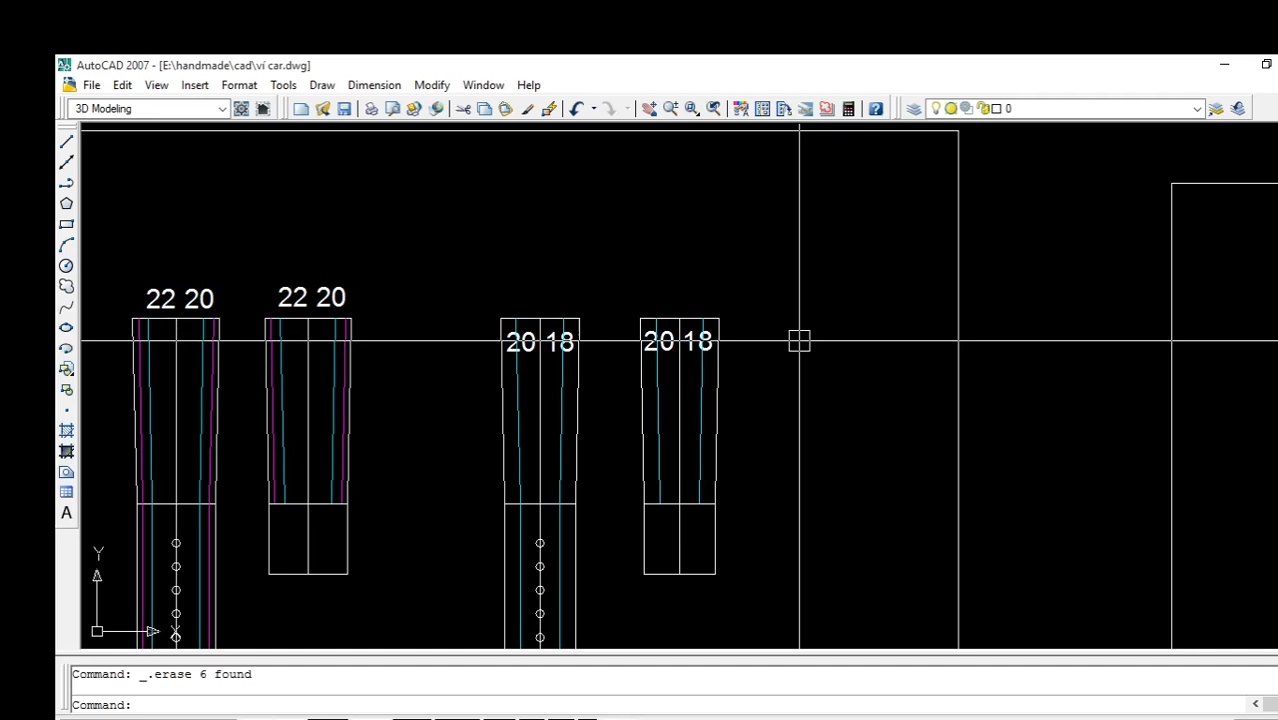 AutoCAD 2007 - [E:\handmade\cad\ví car.dwg]
File Edit View Insert Format Tools Draw Dimension Modify Window Help
3D Modeling 0
22 20 22 20
20 18 20 18
Y
X
A
Command: _.erase 6 found
Command: